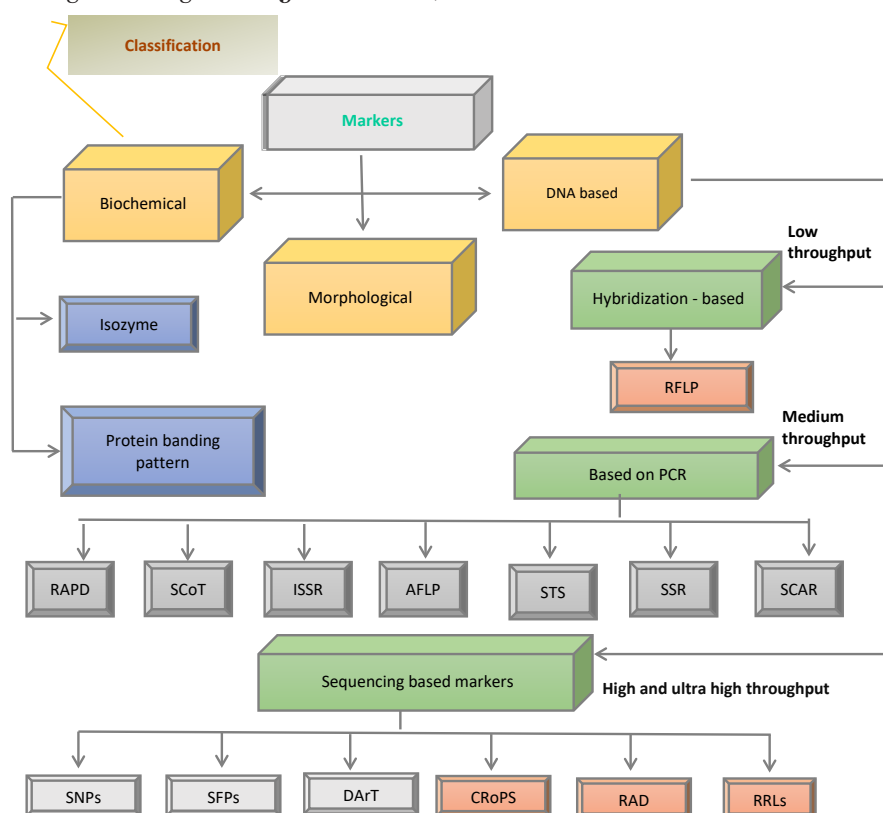 Classification
Markers
Biochemical
DNA based
Morphological
Low
throughput
Hybridization - based
Isozyme
RFLP
Medium
throughput
Protein banding
pattern
Based on PCR
RAPD
SCoT
ISSR
AFLP
STS
SSR
SCAR
Sequencing based markers
High and ultra high throughput
SNPs
SFPs
DArT
CRoPS
RAD
RRLs